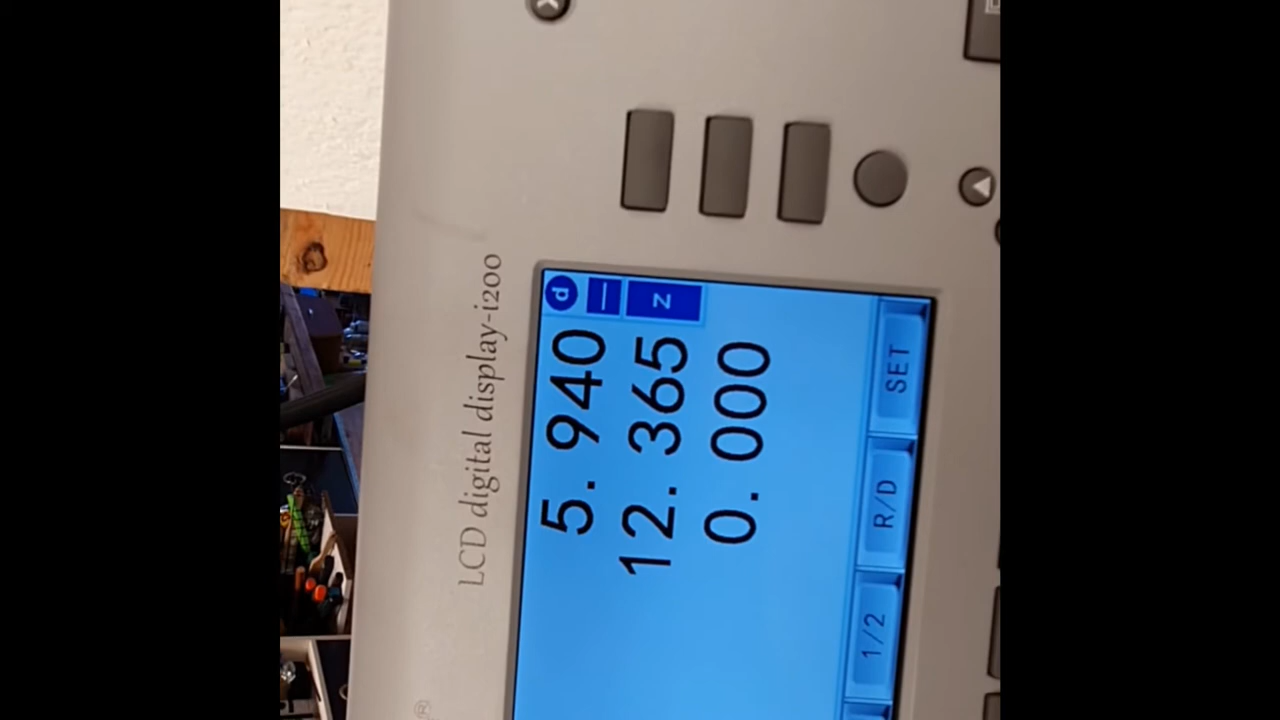 LCD digital display-i200
®
d
5. 940
12. 365 Z
0. 000
1/2 R/D SET